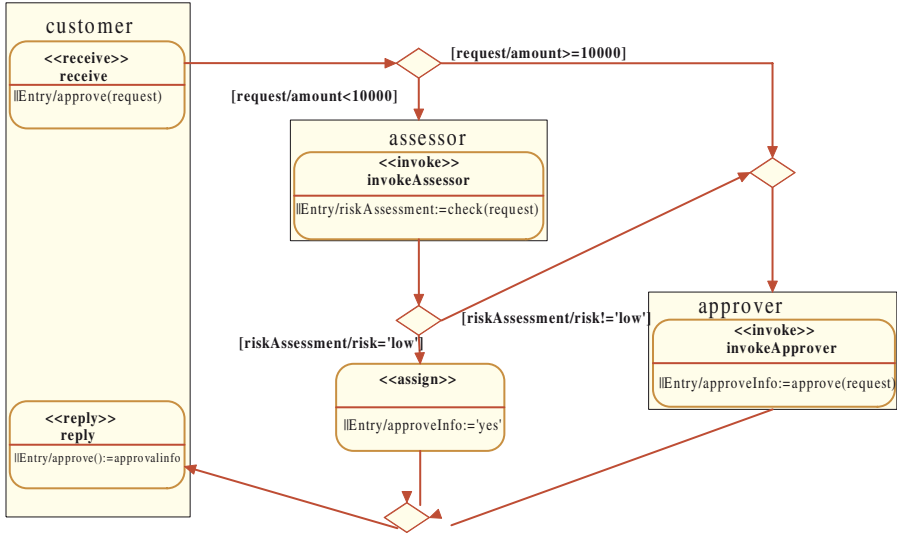 customer
<<receive>>
receive
||Entry/approve(request)
[request/amount>=10000]
[request/amount<10000]
assessor
<<invoke>>
invokeAssessor
||Entry/riskAssessment:=check(request)
[riskAssessment/risk!='low']
[riskAssessment/risk='low']
approver
<<invoke>>
invokeApprover
||Entry/approveInfo:=approve(request)
<<assign>>
||Entry/approveInfo:='yes'
<<reply>>
reply
||Entry/approve():=approvalinfo